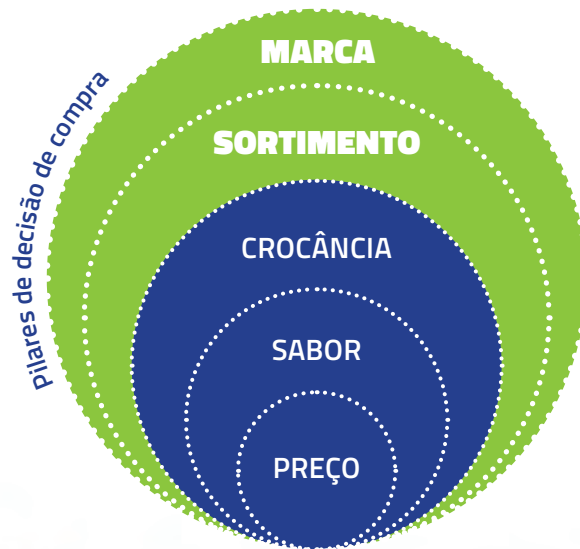 Pilares de decisão de compra
MARCA
SORTIMENTO
CROCÂNCIA
SABOR
PREÇO